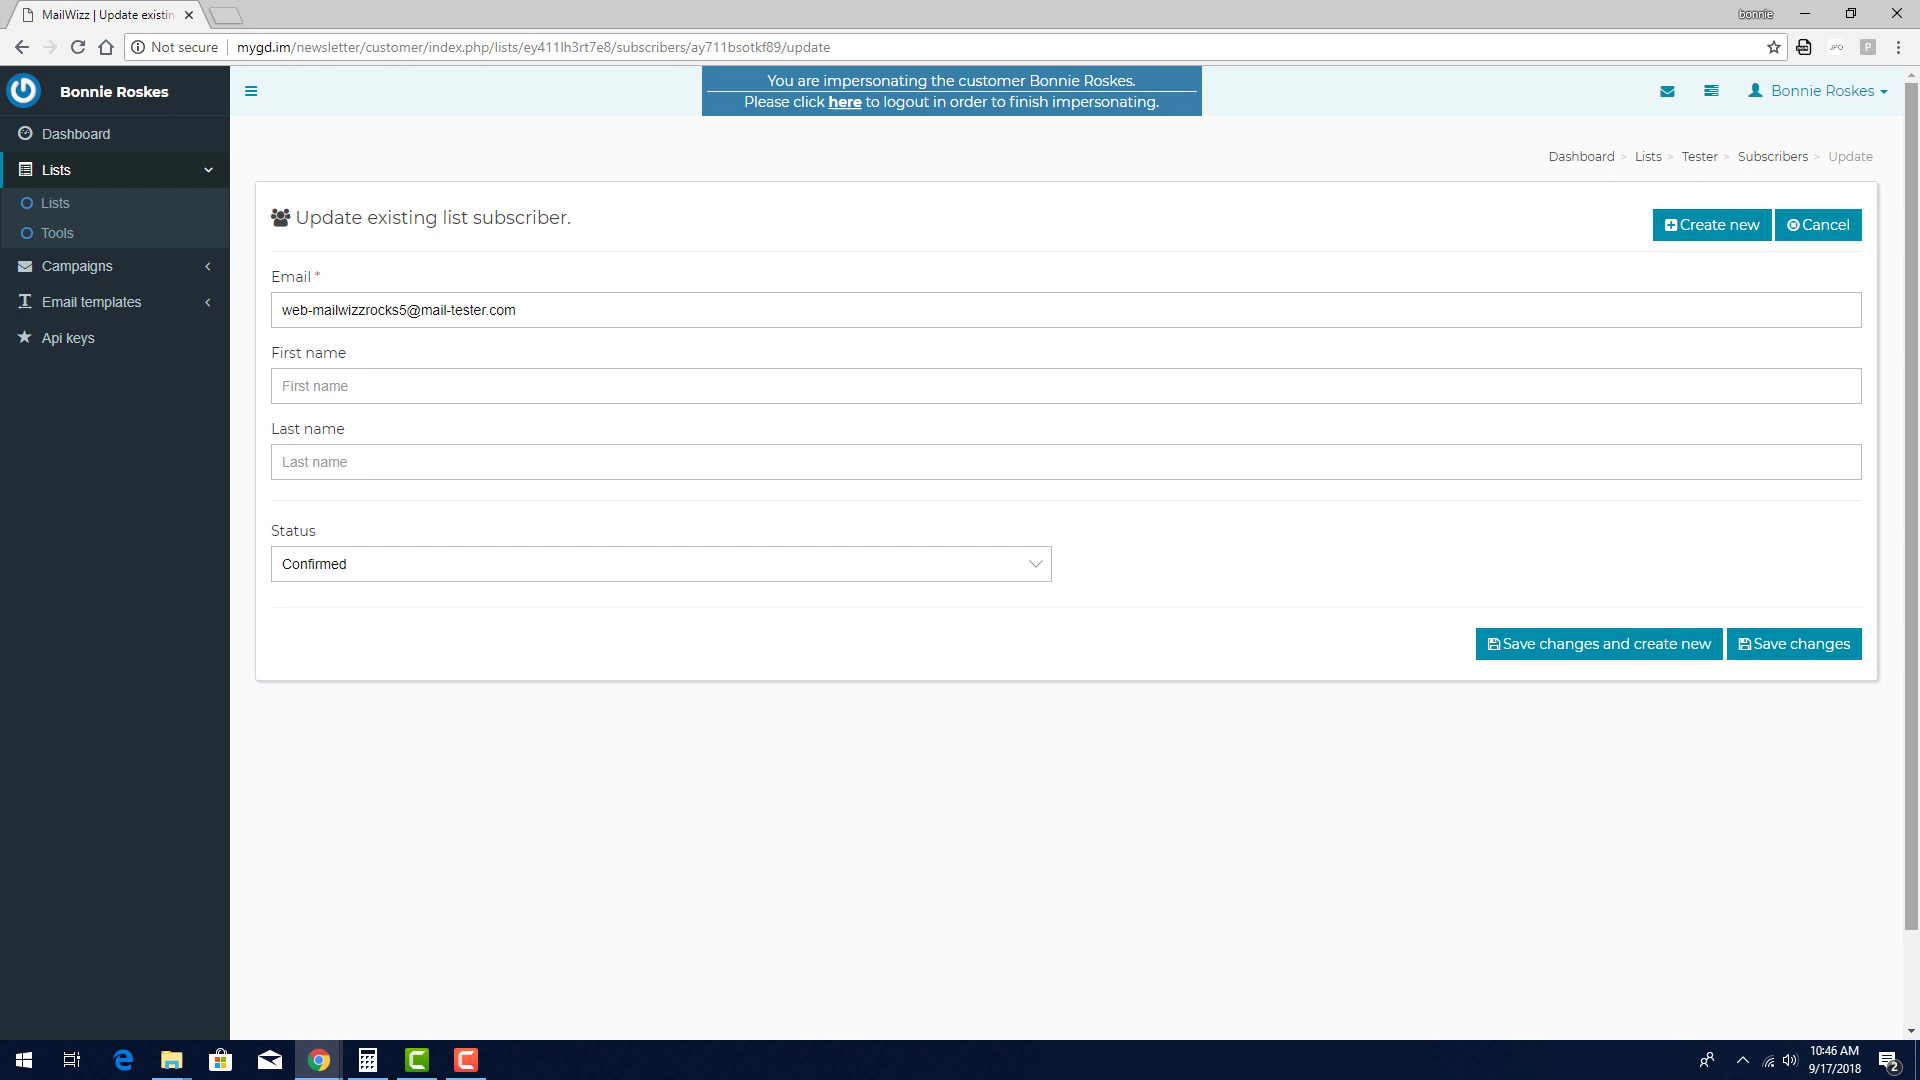 MailWizz | Update existin
bonnie
Not secure
mygd.im/newsletter/customer/index.php/lists/ey411lh3rt7e8/subscribers/ay711bsotkf89/update
JPO
P
Bonnie Roskes
You are impersonating the customer Bonnie Roskes.
Please click here to logout in order to finish impersonating.
Bonnie Roskes
Dashboard
Lists
Lists
Tools
Campaigns
Email templates
Api keys
Dashboard > Lists > Tester > Subscribers > Update
Update existing list subscriber.
Create new
Cancel
Email *
web-mailwizzrocks5@mail-tester.com
First name
First name
Last name
Last name
Status
Confirmed
Save changes and create new
Save changes
10:46 AM
9/17/2018
2